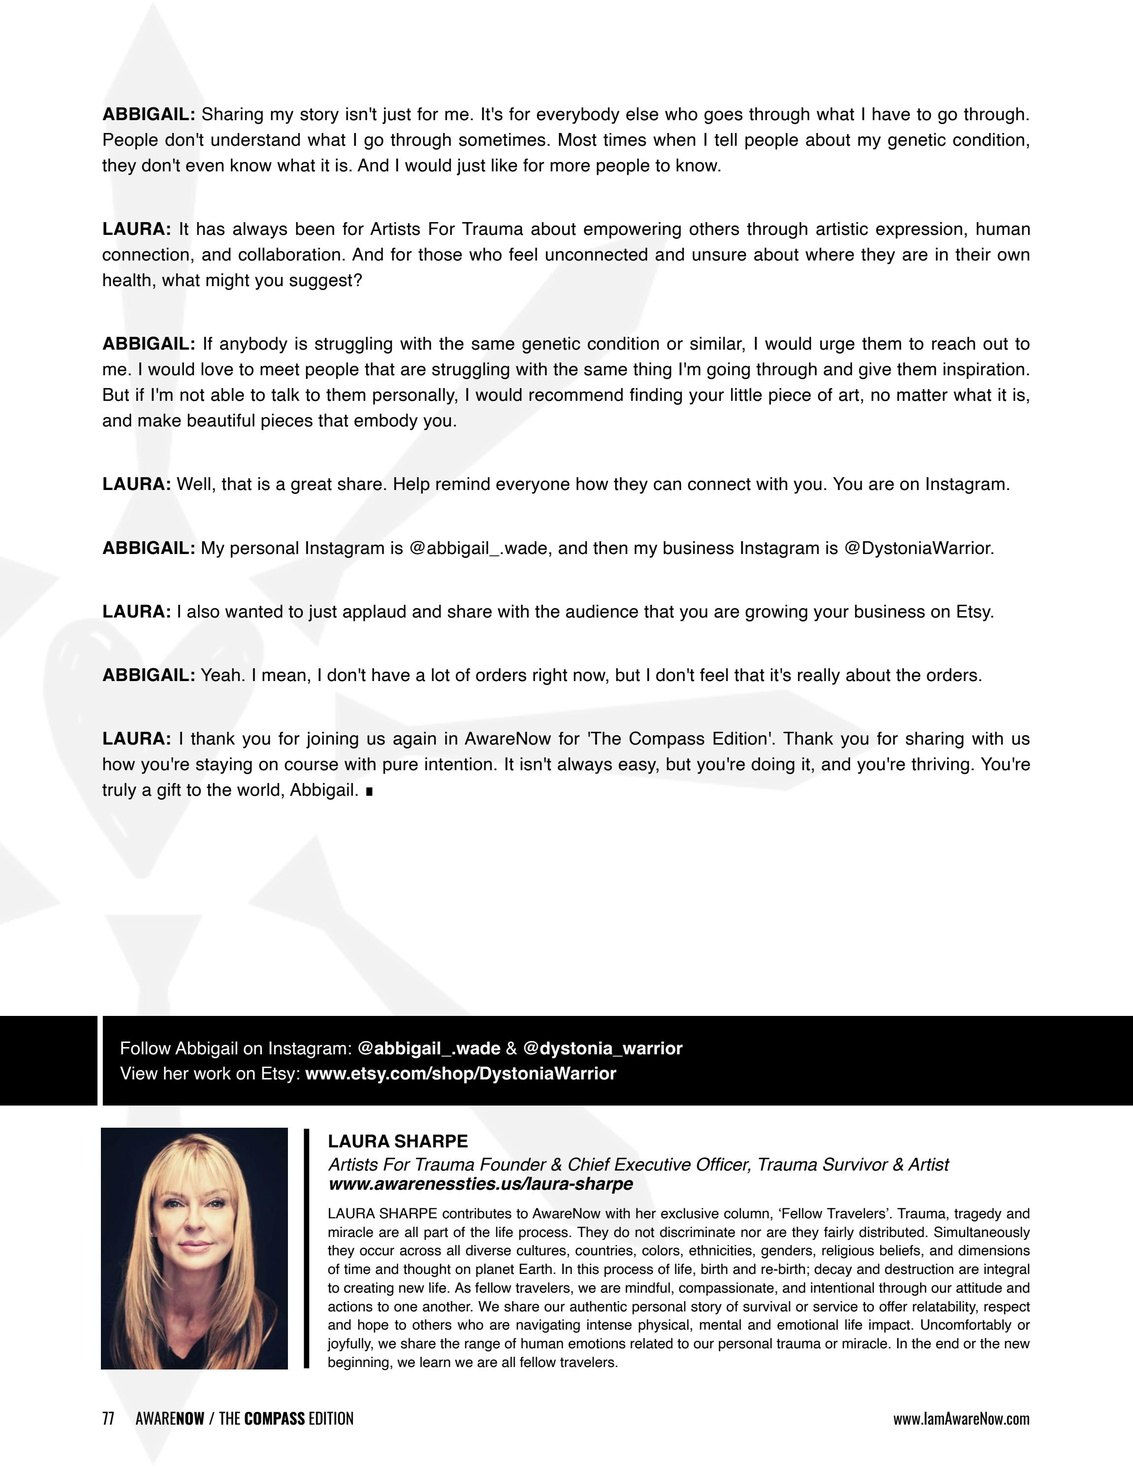 ABBIGAIL: Sharing my story isn't just for me. It's for everybody else who goes through what I have to go through.
People don't understand what I go through sometimes. Most times when I tell people about my genetic condition,
they don't even know what it is. And I would just like for more people to know.
LAURA: It has always been for Artists For Trauma about empowering others through artistic expression, human
connection, and collaboration. And for those who feel unconnected and unsure about where they are in their own
health, what might you suggest?
ABBIGAIL: If anybody is struggling with the same genetic condition or similar, I would urge them to reach out to
me. I would love to meet people that are struggling with the same thing I'm going through and give them inspiration.
But if I'm not able to talk to them personally, I would recommend finding your little piece of art, no matter what it is,
and make beautiful pieces that embody you.
LAURA: Well, that is a great share. Help remind everyone how they can connect with you. You are on Instagram.
ABBIGAIL: My personal Instagram is @abbigail_.wade, and then my business Instagram is @DystoniaWarrior.
LAURA: I also wanted to just applaud and share with the audience that you are growing your business on Etsy.
ABBIGAIL: Yeah. I mean, I don't have a lot of orders right now, but I don't feel that it's really about the orders.
LAURA: I thank you for joining us again in AwareNow for 'The Compass Edition'. Thank you for sharing with us
how you're staying on course with pure intention. It isn't always easy, but you're doing it, and you're thriving. You're
truly a gift to the world, Abbigail. ∎
Follow Abbigail on Instagram: @abbigail_.wade & @dystonia_warrior
View her work on Etsy: www.etsy.com/shop/DystoniaWarrior
LAURA SHARPE
Artists For Trauma Founder & Chief Executive Officer, Trauma Survivor & Artist
www.awarenessties.us/laura-sharpe
LAURA SHARPE contributes to AwareNow with her exclusive column, ‘Fellow Travelers’. Trauma, tragedy and
miracle are all part of the life process. They do not discriminate nor are they fairly distributed. Simultaneously
they occur across all diverse cultures, countries, colors, ethnicities, genders, religious beliefs, and dimensions
of time and thought on planet Earth. In this process of life, birth and re-birth; decay and destruction are integral
to creating new life. As fellow travelers, we are mindful, compassionate, and intentional through our attitude and
actions to one another. We share our authentic personal story of survival or service to offer relatability, respect
and hope to others who are navigating intense physical, mental and emotional life impact. Uncomfortably or
joyfully, we share the range of human emotions related to our personal trauma or miracle. In the end or the new
beginning, we learn we are all fellow travelers.
77 AWARENOW / THE COMPASS EDITION
www.IamAwareNow.com